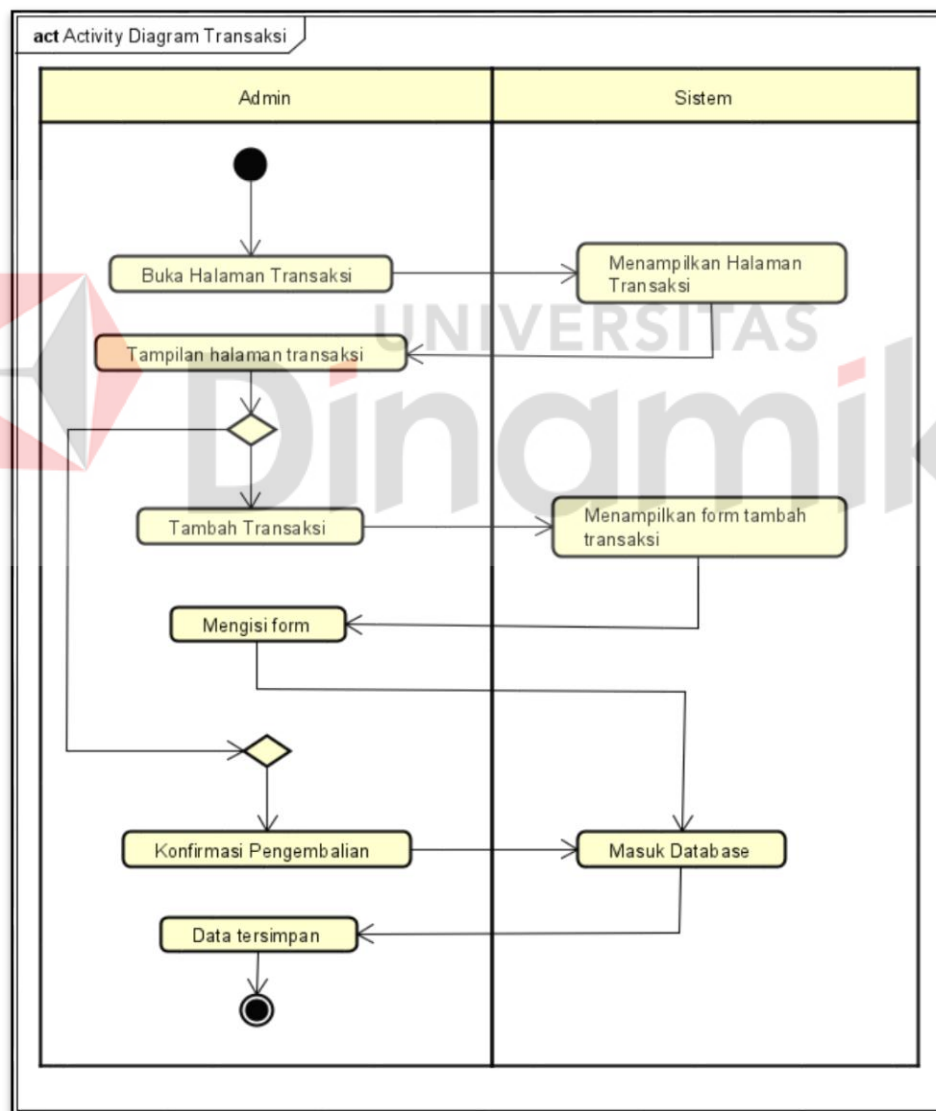 act Activity Diagram Transaksi
Admin
Sistem
Buka Halaman Transaksi
Menampilkan Halaman
Transaksi
UNIVERSITAS
Dinamik
Tampilan halaman transaksi
Tambah Transaksi
Menampilkan form tambah
transaksi
Mengisi form
Konfirmasi Pengembalian
Masuk Database
Data tersimpan